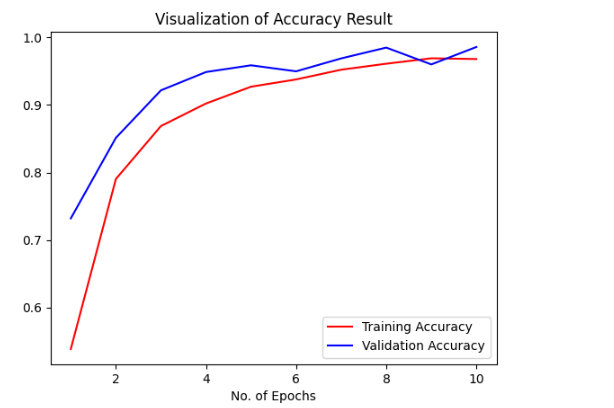 Visualization of Accuracy Result
1.0
0.9
0.8
0.7
0.6
Training Accuracy
Validation Accuracy
2 4 6 8 10
No. of Epochs